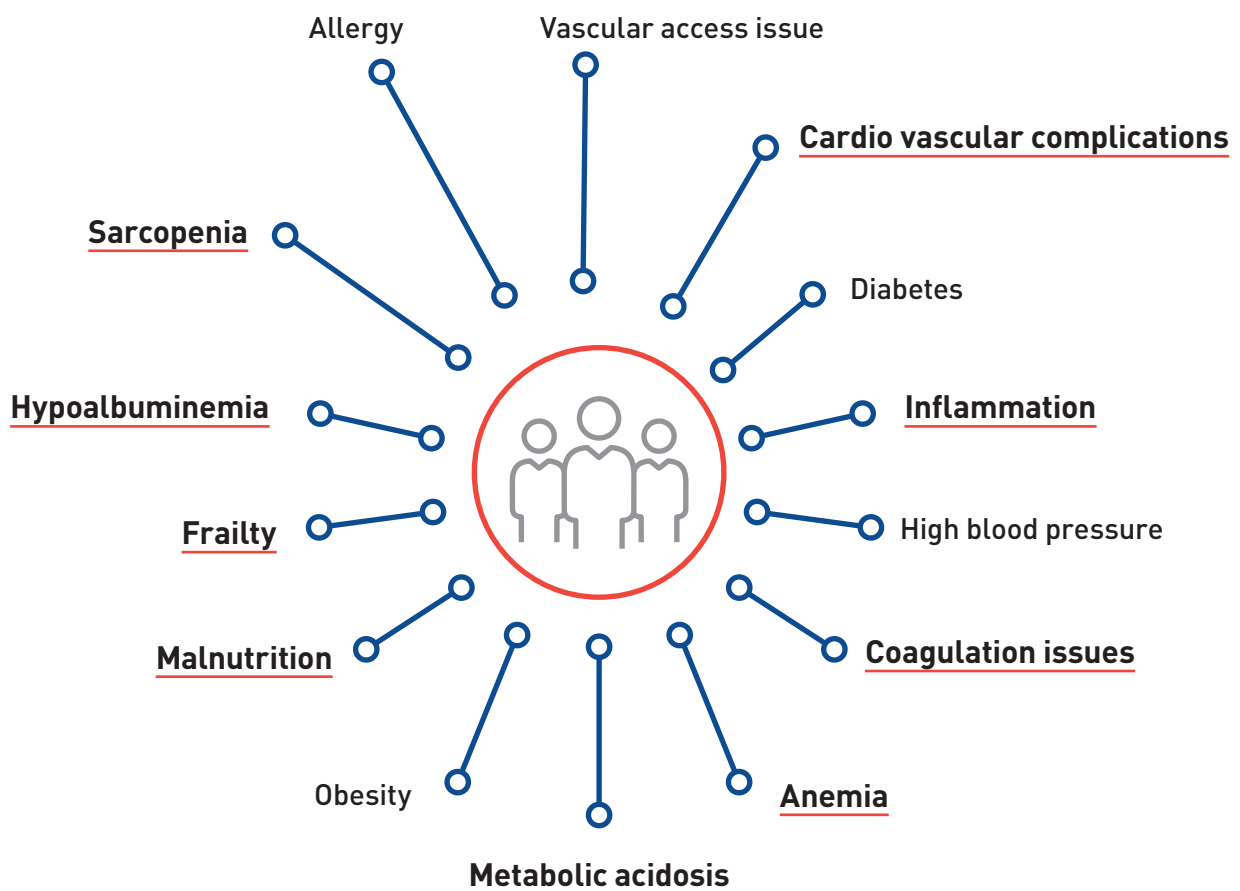 Allergy
Vascular access issue
Cardio vascular complications
Sarcopenia
Diabetes
Hypoalbuminemia
Inflammation
Frailty
High blood pressure
Malnutrition
Coagulation issues
Obesity
Anemia
Metabolic acidosis